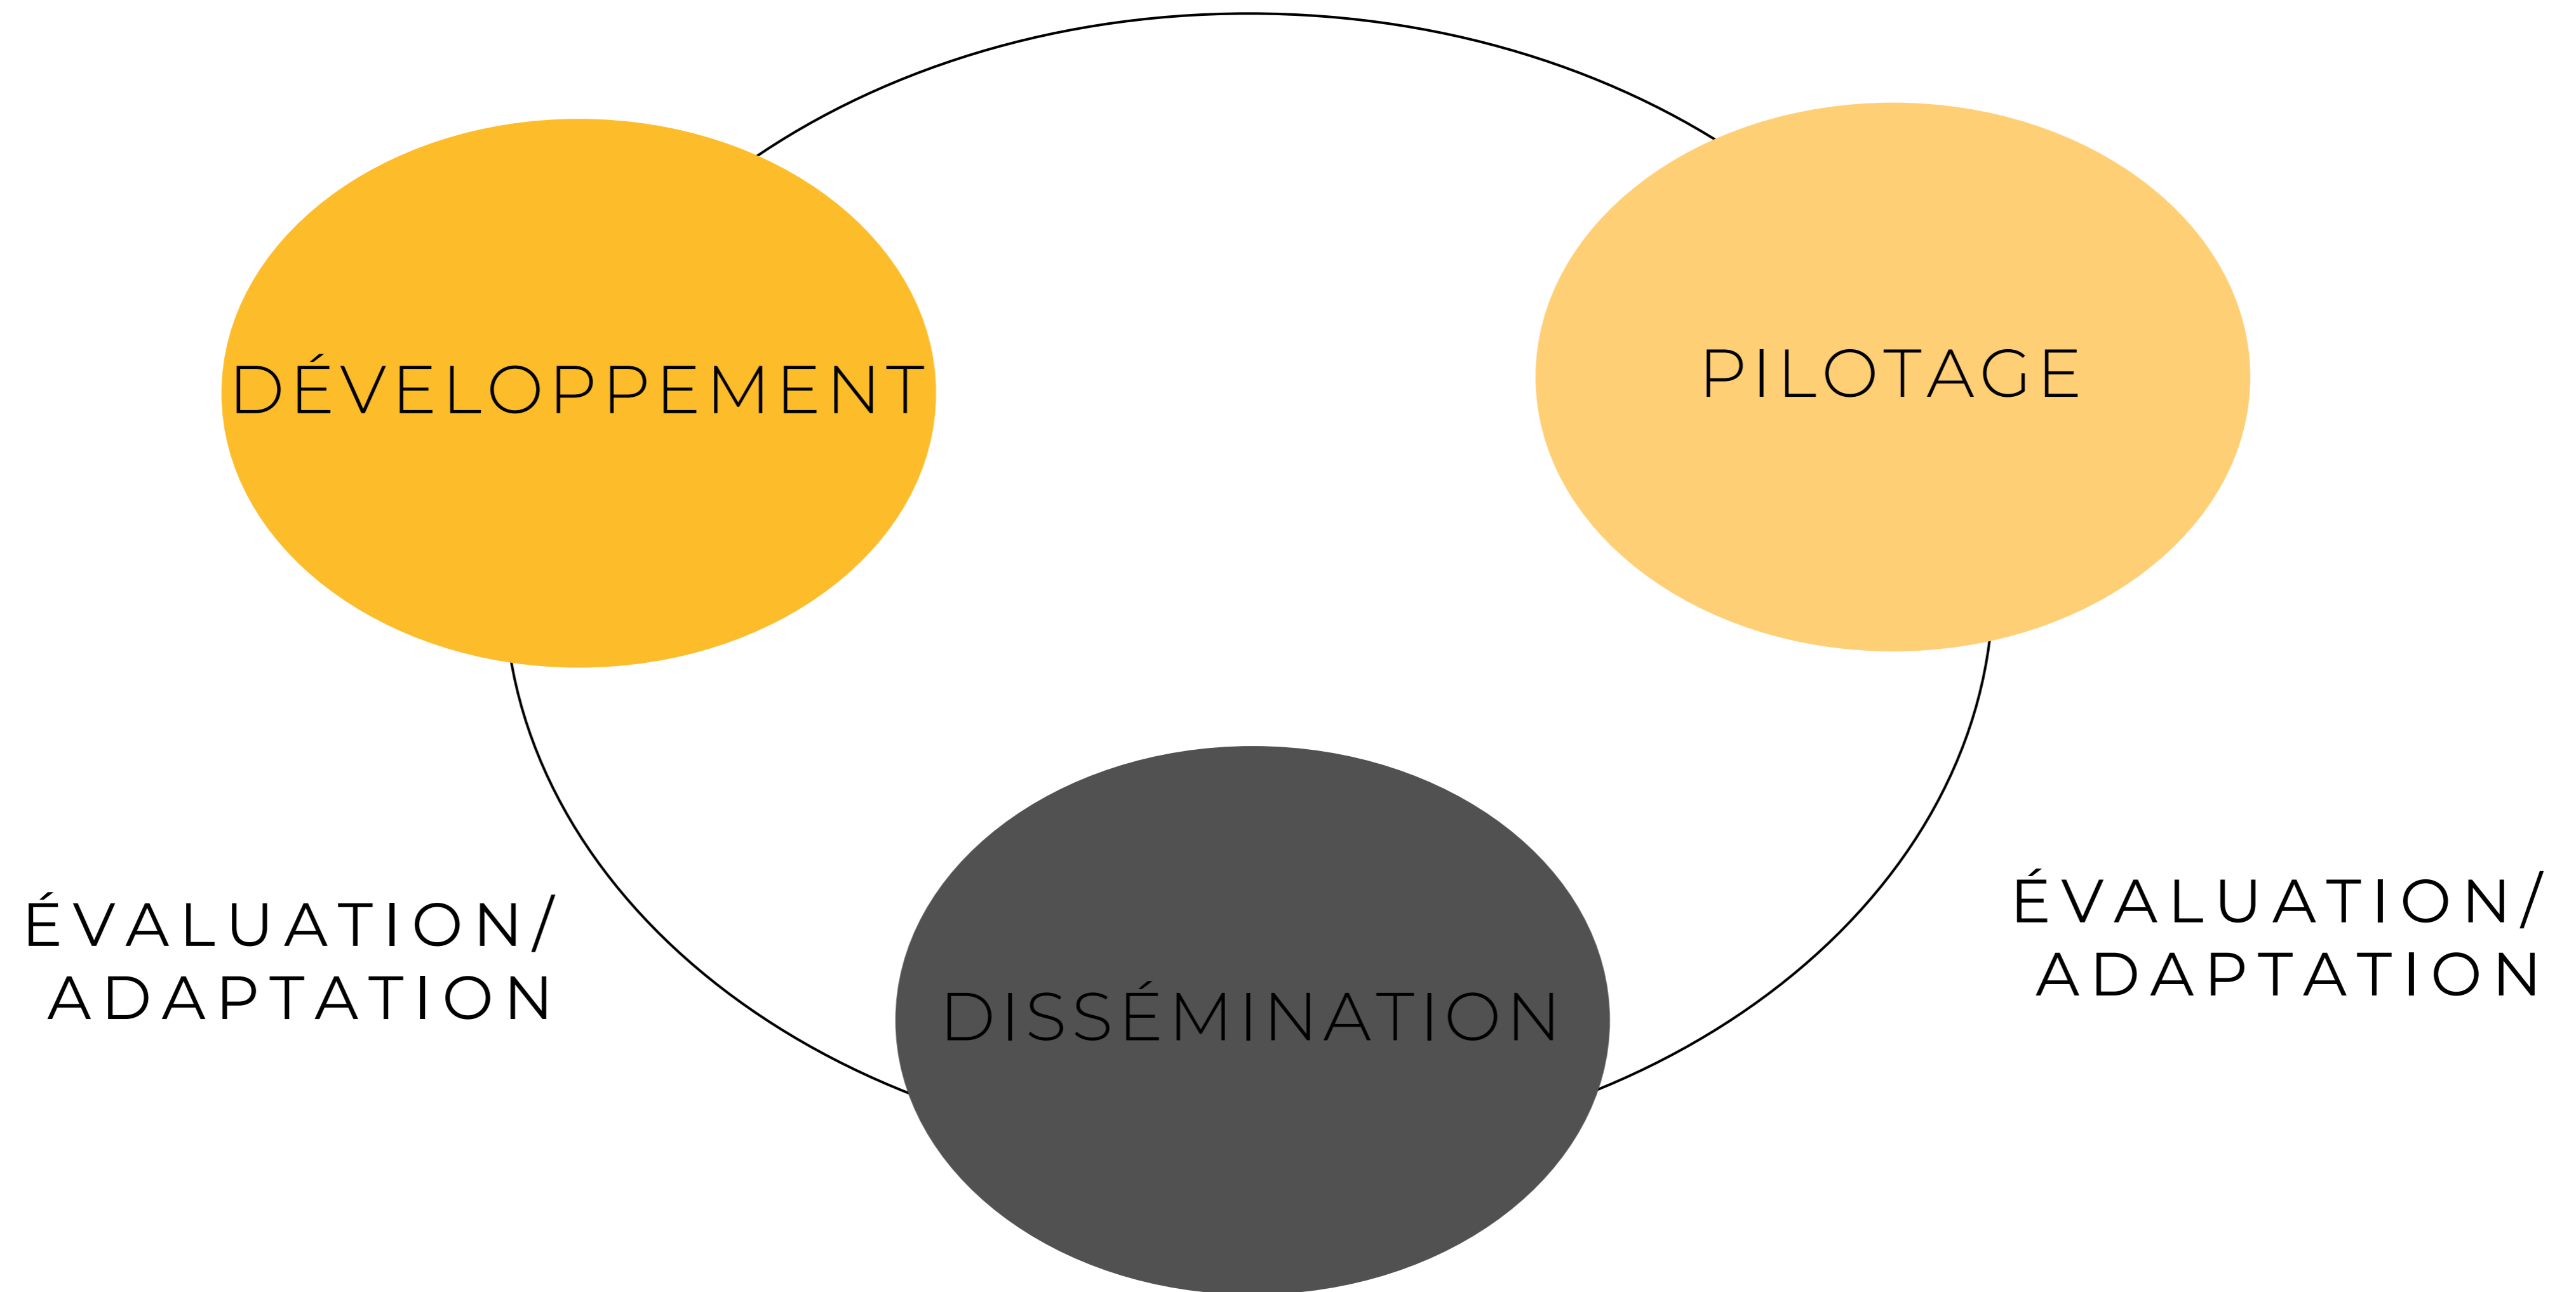 DÉVELOPPEMENT
PILOTAGE
ÉVALUATION/
ADAPTATION
DISSÉMINATION
ÉVALUATION/
ADAPTATION